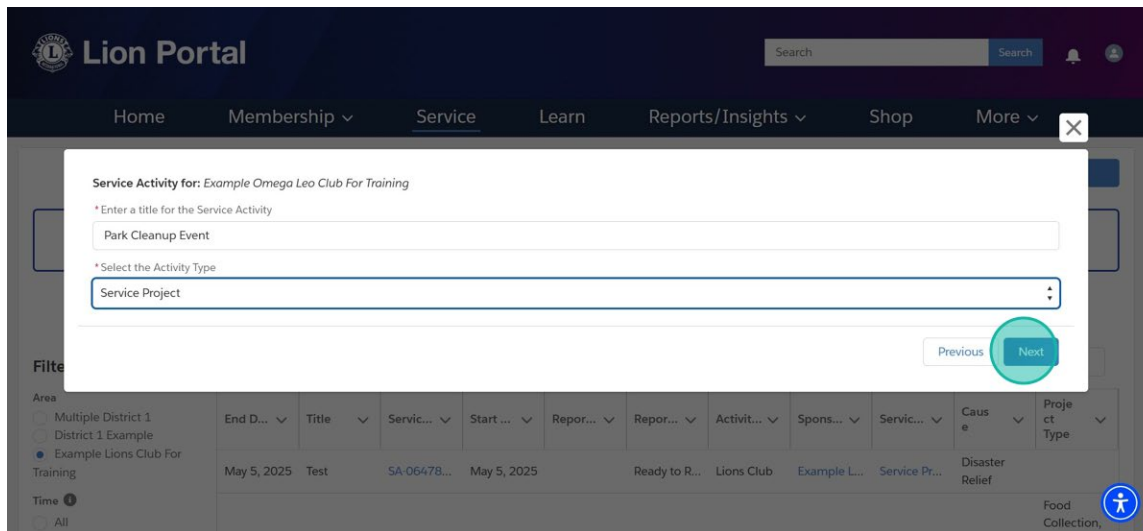 Lion Portal
Search
Search
Home Membership Service Learn Reports/Insights Shop More
Service Activity for: Example Omega Leo Club For Training
* Enter a title for the Service Activity
Park Cleanup Event
* Select the Activity Type
Service Project
Previous Next
Filte
Area
Multiple District 1
District 1 Example
Example Lions Club For
Training
Time
All
End D... Title Servic... Start ... Repor... Repor... Activit... Spons... Servic... Caus
e Proje
ct
Type
May 5, 2025 Test SA-06478... May 5, 2025 Ready to R... Lions Club Example L... Service Pr... Disaster
Relief
Food
Collection,